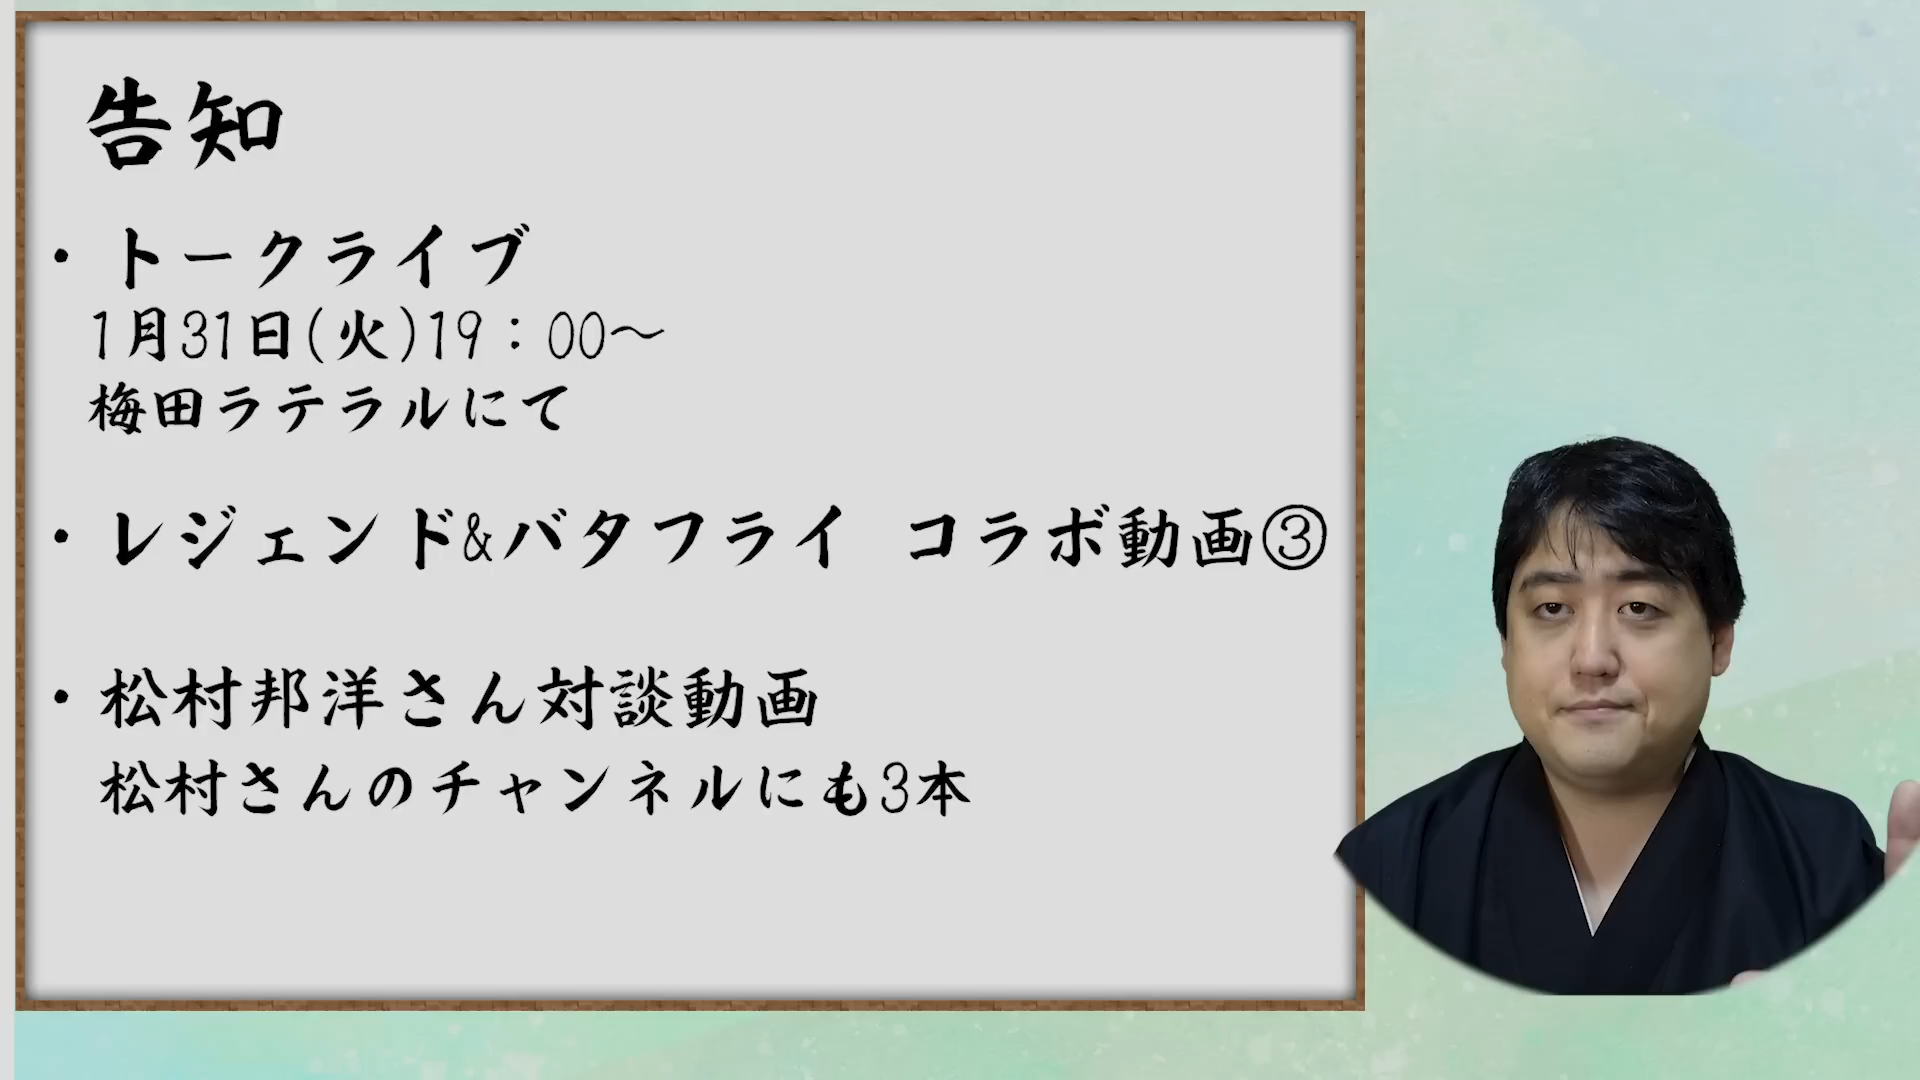 告知
・トークライブ
1月31日(火)19：00～
梅田ラテラルにて
・レジェンド&バタフライ コラボ動画③
・松村邦洋さん対談動画
松村さんのチャンネルにも3本